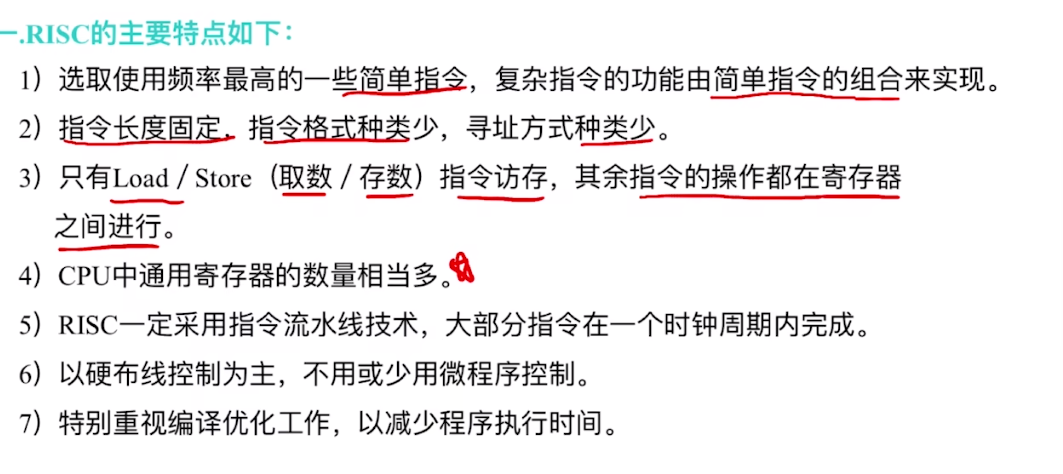 一.RISC的主要特点如下：
1）选取使用频率最高的一些简单指令，复杂指令的功能由简单指令的组合来实现。
2）指令长度固定，指令格式种类少，寻址方式种类少。
3）只有Load / Store（取数 / 存数）指令访存，其余指令的操作都在寄存器
之间进行。
4）CPU中通用寄存器的数量相当多。
5）RISC一定采用指令流水线技术，大部分指令在一个时钟周期内完成。
6）以硬布线控制为主，不用或少用微程序控制。
7）特别重视编译优化工作，以减少程序执行时间。